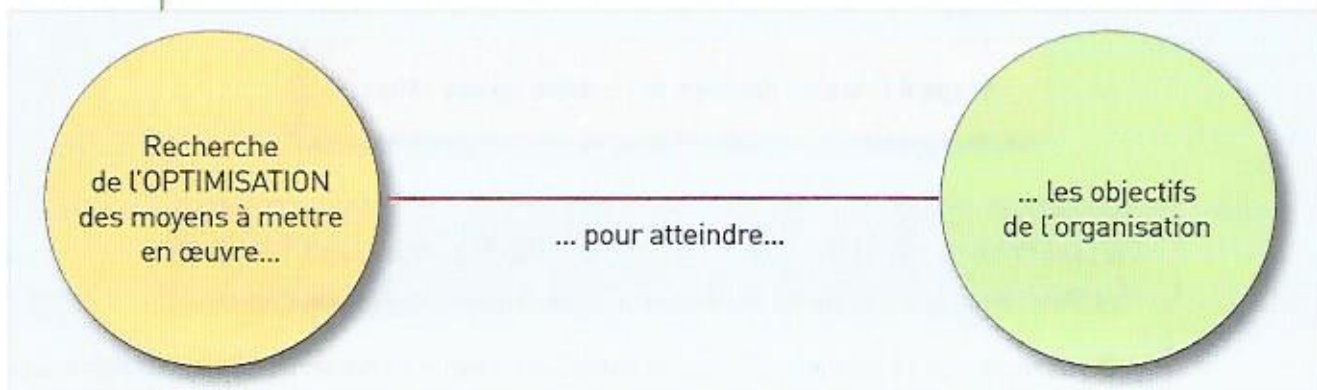 Recherche
de l'OPTIMISATION
des moyens à mettre
en œuvre...
... pour atteindre...
... les objectifs
de l'organisation